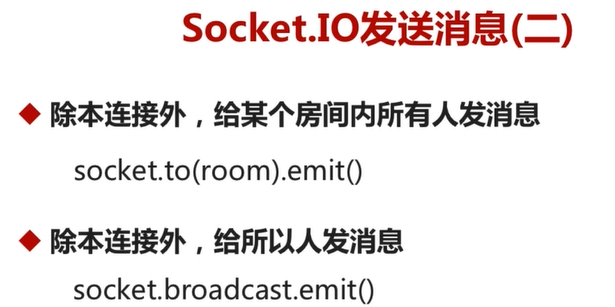 Socket.IO发送消息(二)
◆ 除本连接外，给某个房间内所有人发消息
socket.to(room).emit()
◆ 除本连接外，给所以人发消息
socket.broadcast.emit()